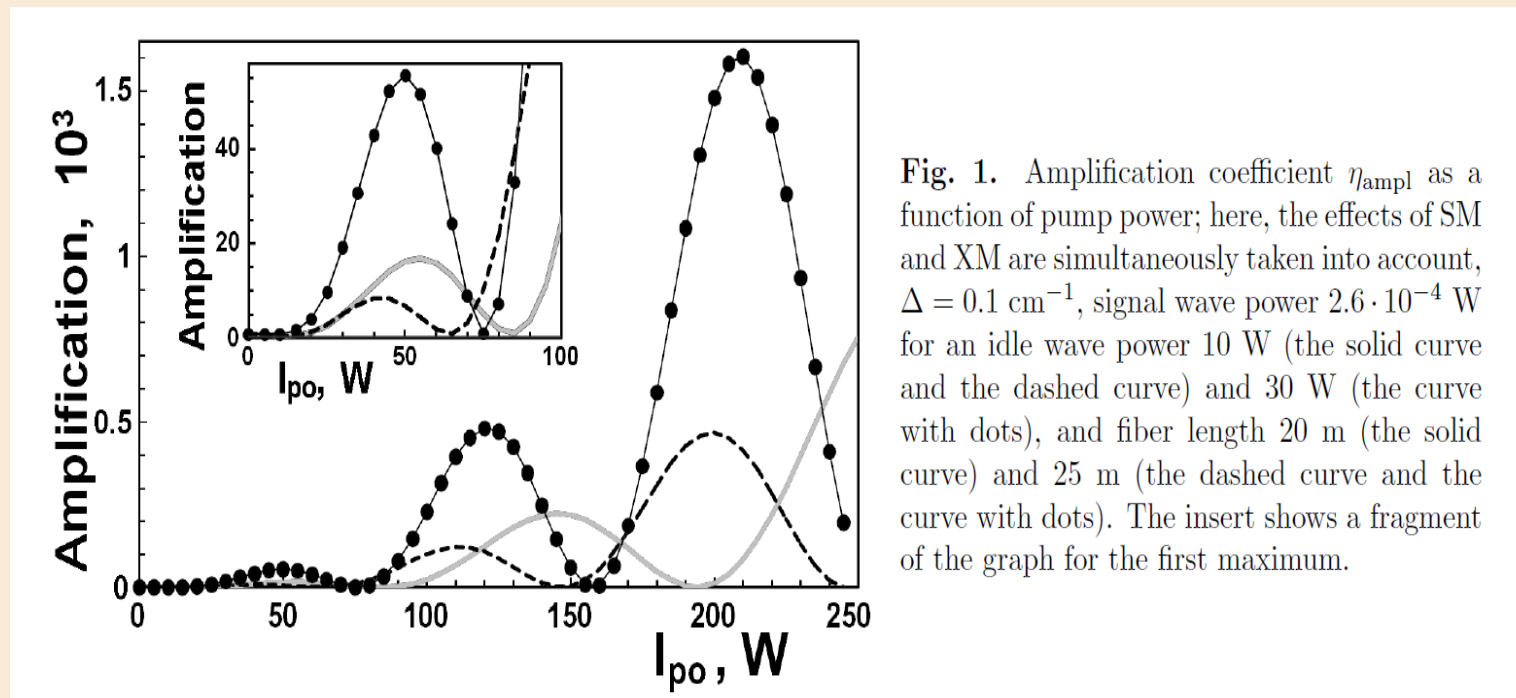 Amplification, 10³
1.5
1
0.5
0
0
50
100
150
200
250
Ipo, W
Amplification
40
20
0
0
50
100
Ipo, W
Fig. 1. Amplification coefficient ηampl as a
function of pump power; here, the effects of SM
and XM are simultaneously taken into account,
Δ = 0.1 cm⁻¹, signal wave power 2.6 · 10⁻⁴ W
for an idle wave power 10 W (the solid curve
and the dashed curve) and 30 W (the curve
with dots), and fiber length 20 m (the solid
curve) and 25 m (the dashed curve and the
curve with dots). The insert shows a fragment
of the graph for the first maximum.